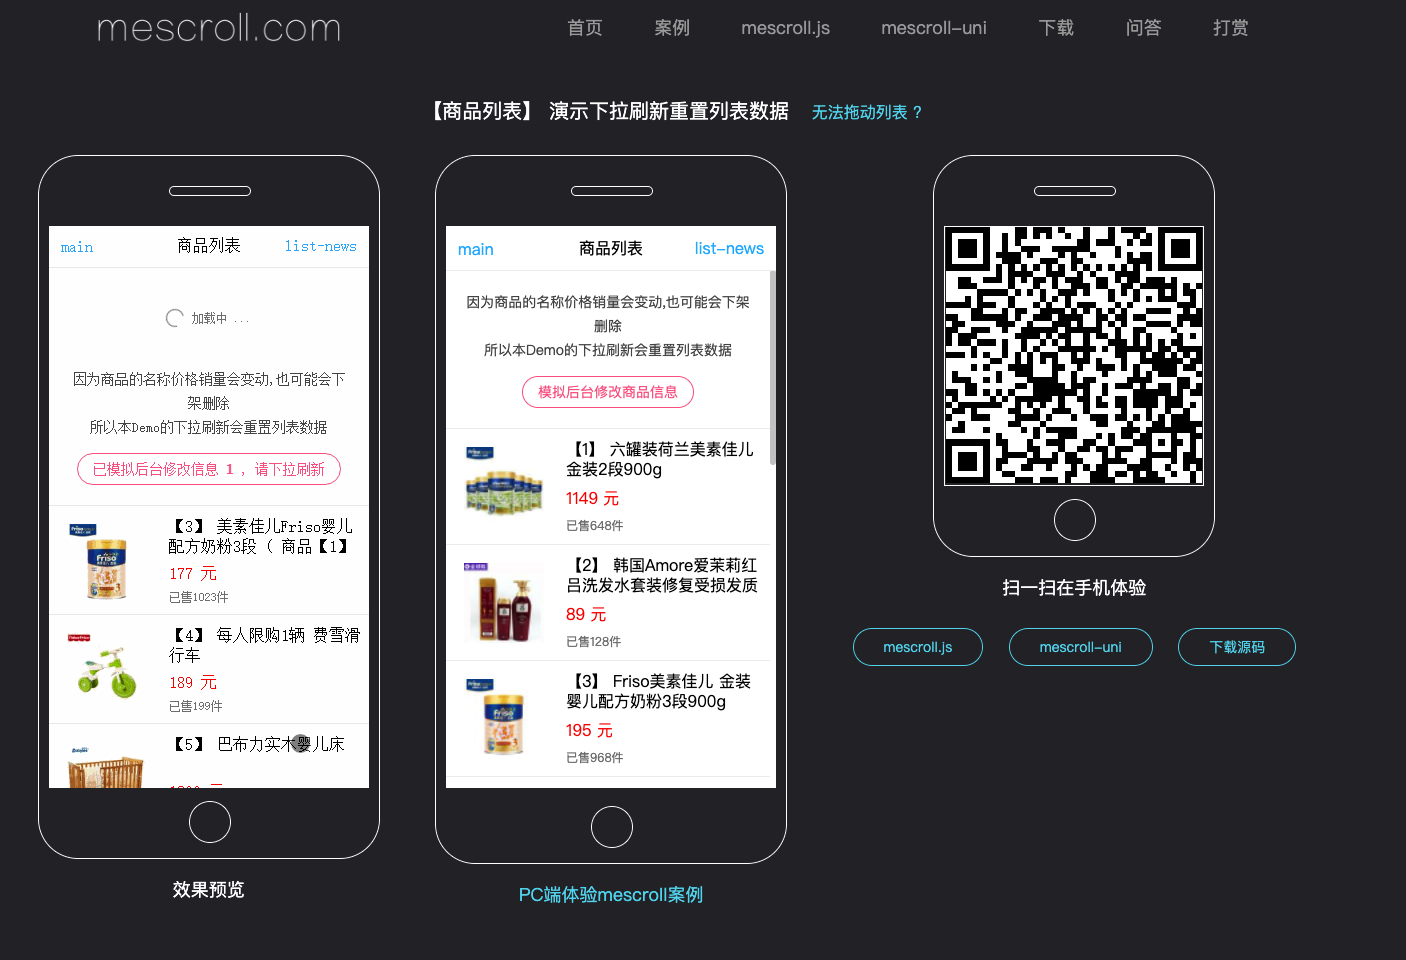 mescroll.com
首页
案例
mescroll.js
mescroll-uni
下载
问答
打赏
【商品列表】 演示下拉刷新重置列表数据
无法拖动列表 ?
main
商品列表
list-news
加载中 ...
因为商品的名称价格销量会变动,也可能会下
架删除
所以本Demo的下拉刷新会重置列表数据
已模拟后台修改信息 1 ，请下拉刷新
【3】 美素佳儿Friso婴儿
配方奶粉3段（ 商品【1】
177 元
已售1023件
【4】 每人限购1辆 费雪滑
行车
189 元
已售199件
【5】 巴布力实木婴儿床
效果预览
main
商品列表
list-news
因为商品的名称价格销量会变动,也可能会下架
删除
所以本Demo的下拉刷新会重置列表数据
模拟后台修改商品信息
【1】 六罐装荷兰美素佳儿
金装2段900g
1149 元
已售648件
【2】 韩国Amore爱茉莉红
吕洗发水套装修复受损发质
89 元
已售128件
【3】 Friso美素佳儿 金装
婴儿配方奶粉3段900g
195 元
已售968件
PC端体验mescroll案例
扫一扫在手机体验
mescroll.js
mescroll-uni
下载源码